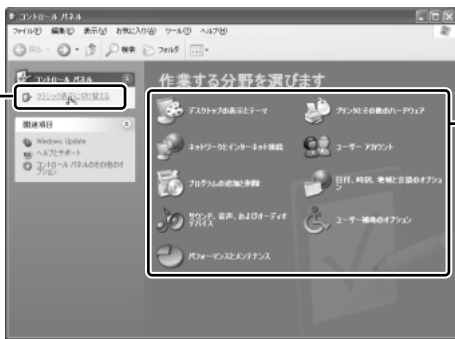 コントロール パネル
ファイル(F) 編集(E) 表示(V) お気に入り(A) ツール(T) ヘルプ(H)
戻る 検索 フォルダ
コントロール パネル
クラシック表示に切り替える
関連項目
Windows Update
ヘルプとサポート
コントロール パネルのその他のオプション
作業する分野を選びます
デスクトップの表示とテーマ
プリンタとその他のハードウェア
ネットワークとインターネット接続
ユーザー アカウント
プログラムの追加と削除
日付、時刻、地域と言語のオプション
サウンド、音声、およびオーディオ デバイス
ユーザー補助のオプション
パフォーマンスとメンテナンス